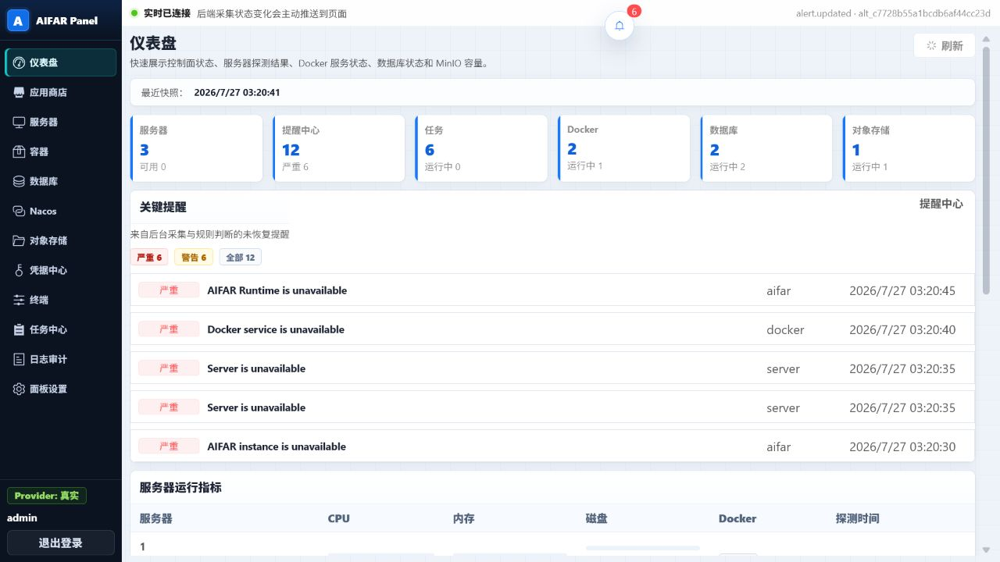 A AIFAR Panel
实时已连接 后端采集状态变化会主动推送到页面
6
alert.updated · alt_c7728b55a1bcdb6af44cc23d
仪表盘
应用商店
服务器
容器
数据库
Nacos
对象存储
凭据中心
终端
任务中心
日志审计
面板设置
Provider: 真实
admin
退出登录
仪表盘
刷新
快速展示控制面状态、服务器探测结果、Docker 服务状态、数据库状态和 MinIO 容量。
最近快照： 2026/7/27 03:20:41
服务器
3
可用 0
提醒中心
12
严重 6
任务
6
运行中 0
Docker
2
运行中 1
数据库
2
运行中 2
对象存储
1
运行中 1
关键提醒
提醒中心
来自后台采集与规则判断的未恢复提醒
严重 6 警告 6 全部 12
严重 AIFAR Runtime is unavailable aifar 2026/7/27 03:20:45
严重 Docker service is unavailable docker 2026/7/27 03:20:40
严重 Server is unavailable server 2026/7/27 03:20:35
严重 Server is unavailable server 2026/7/27 03:20:35
严重 AIFAR instance is unavailable aifar 2026/7/27 03:20:30
服务器运行指标
服务器 CPU 内存 磁盘 Docker 探测时间
1